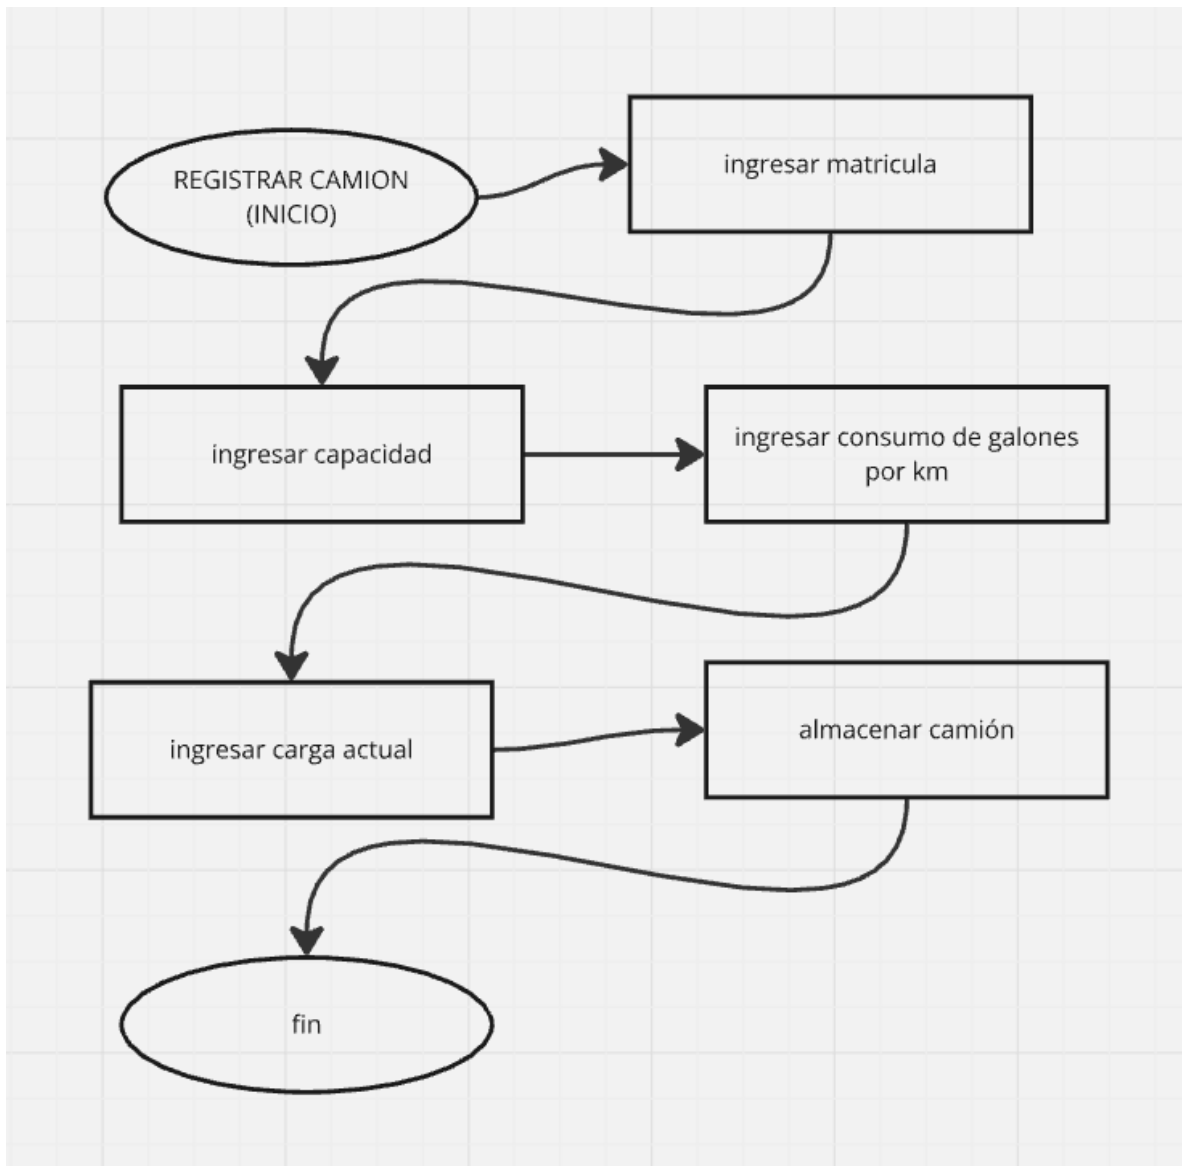 REGISTRAR CAMION
(INICIO)
ingresar matricula
ingresar capacidad
ingresar consumo de galones
por km
ingresar carga actual
almacenar camión
fin